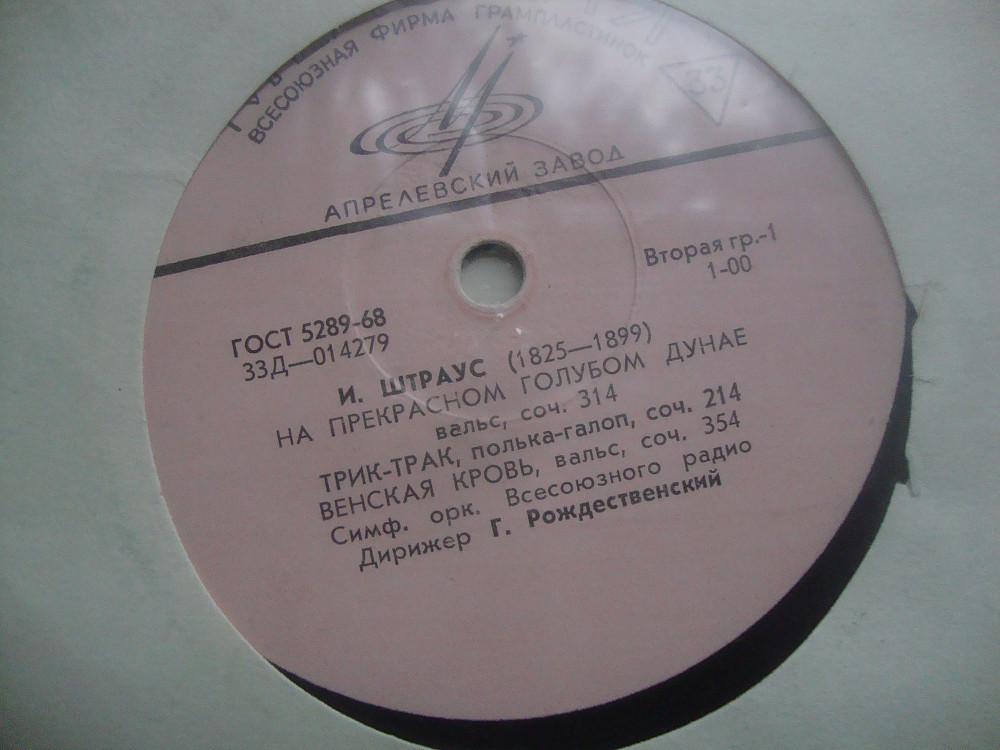 ВСЕСОЮЗНАЯ ФИРМА ГРАМПЛАСТИНОК
33
АПРЕЛЕВСКИЙ ЗАВОД
Вторая гр.-1
1-00
ГОСТ 5289-68
33Д—014279
И. ШТРАУС (1825—1899)
НА ПРЕКРАСНОМ ГОЛУБОМ ДУНАЕ
вальс, соч. 314
ТРИК-ТРАК, полька-галоп, соч. 214
ВЕНСКАЯ КРОВЬ, вальс, соч. 354
Симф. орк. Всесоюзного радио
Дирижер Г. Рождественский